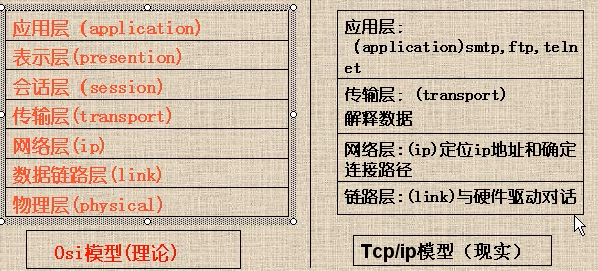 应用层（application)
表示层(presention)
会话层（session)
传输层(transport)
网络层(ip)
数据链路层(link)
物理层(physical)
Osi模型(理论)
应用层:
（application)smtp,ftp,teln
et
传输层:（transport)
解释数据
网络层:(ip)定位ip地址和确定
连接路径
链路层:(link)与硬件驱动对话
Tcp/ip模型（现实）